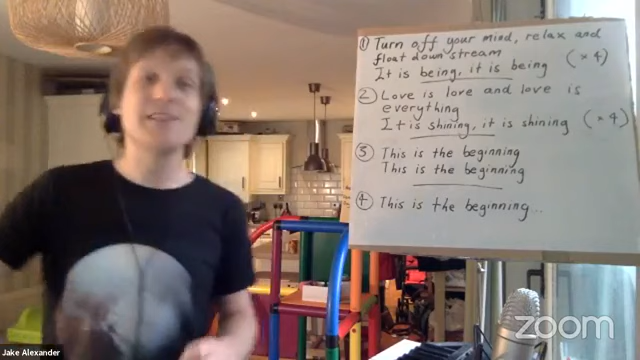 ① Turn off your mind, relax and
float down stream
It is being, it is being (×4)
② Love is love and love is
everything
It is shining, it is shining (×4)
③ This is the beginning
This is the beginning
④ This is the beginning...
Jake Alexander
zoom